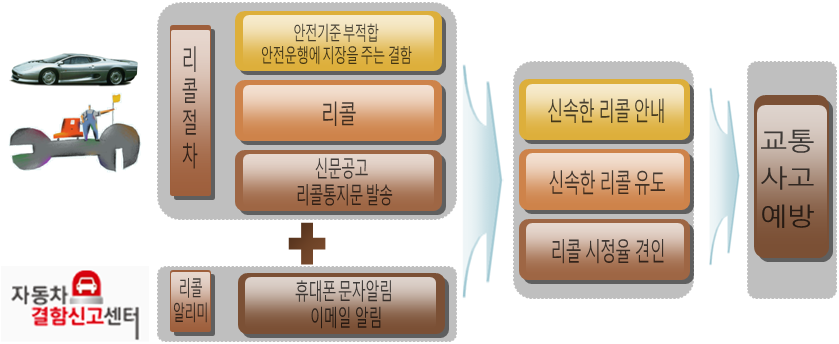 리콜절차
안전기준 부적합
안전운행에 지장을 주는 결함
리콜
신문공고
리콜통지문 발송
자동차
결함신고센터
리콜
알리미
휴대폰 문자알림
이메일 알림
신속한 리콜 안내
신속한 리콜 유도
리콜 시정율 견인
교통
사고
예방